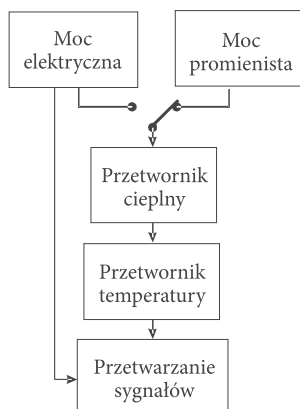 Moc
elektryczna
Moc
promienista
Przetwornik
cieplny
Przetwornik
temperatury
Przetwarzanie
sygnałów